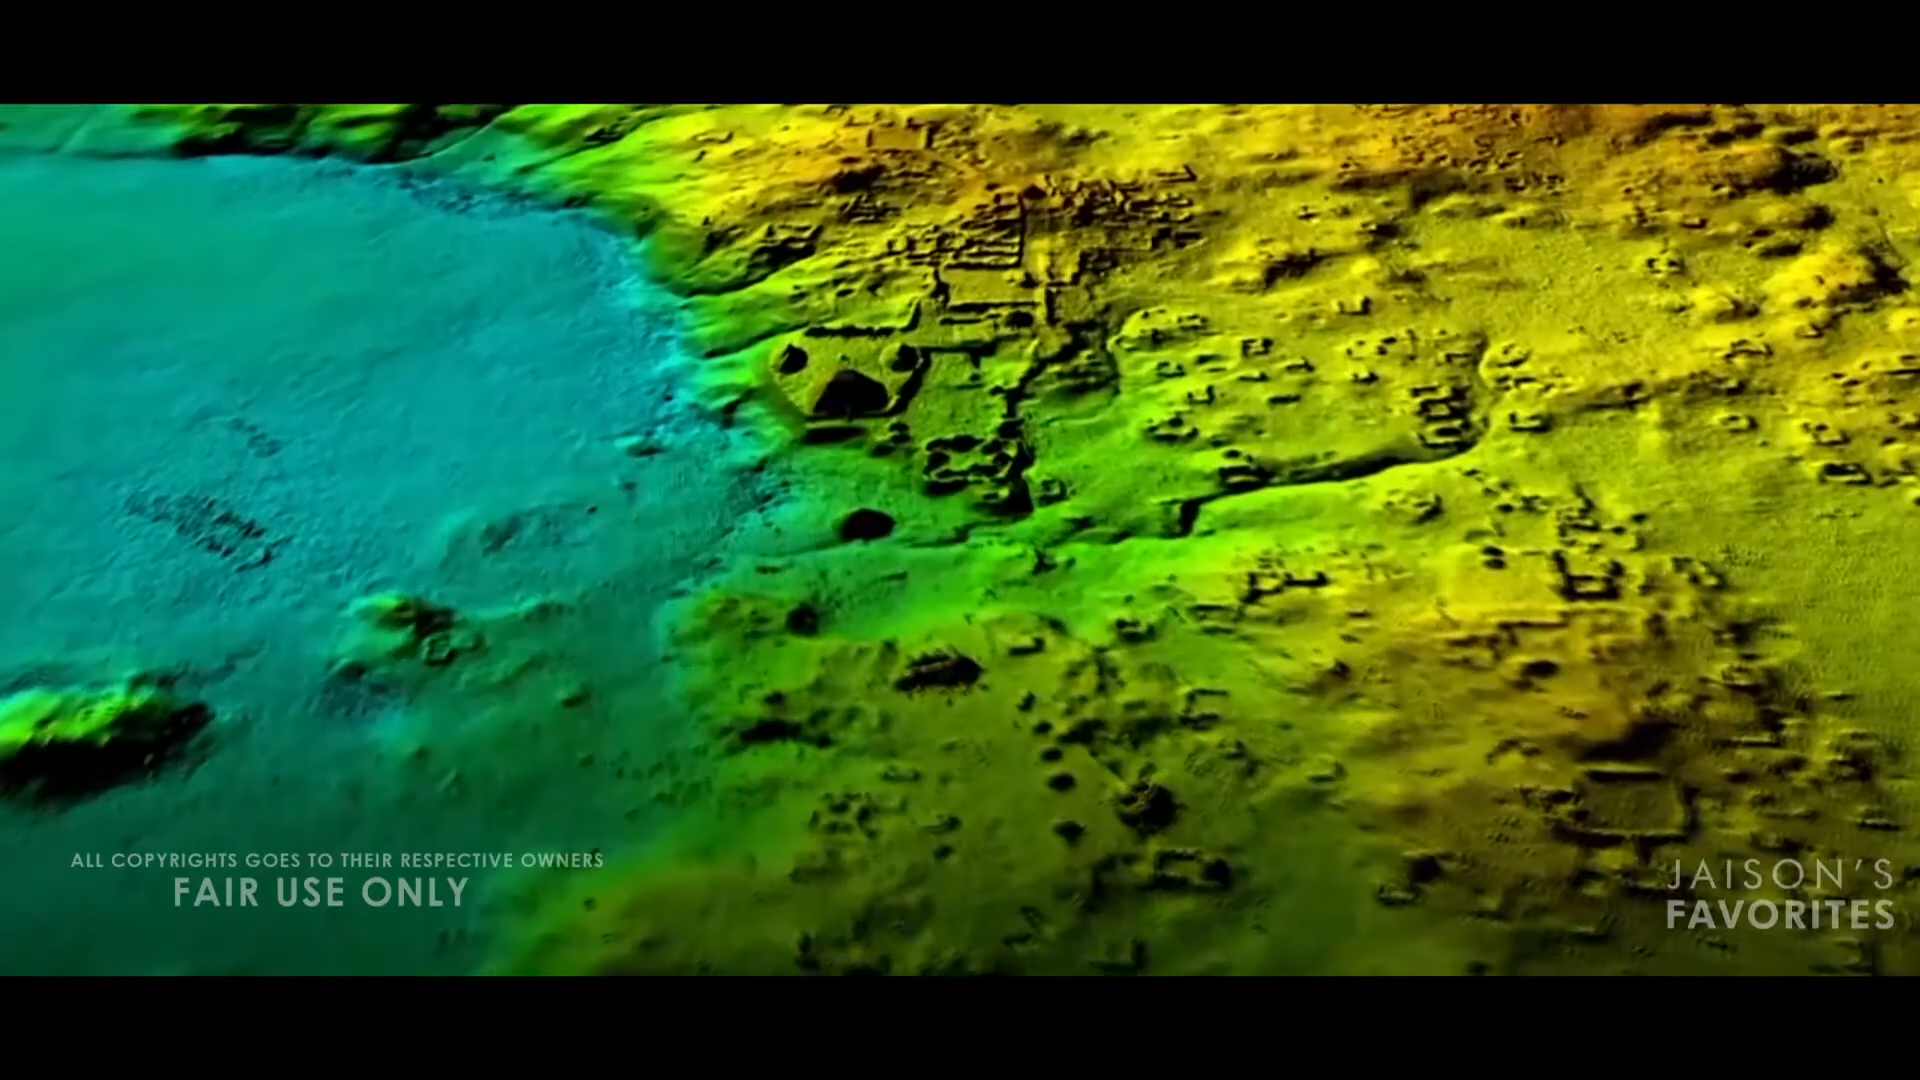 ALL COPYRIGHTS GOES TO THEIR RESPECTIVE OWNERS
FAIR USE ONLY
JAISON'S
FAVORITES